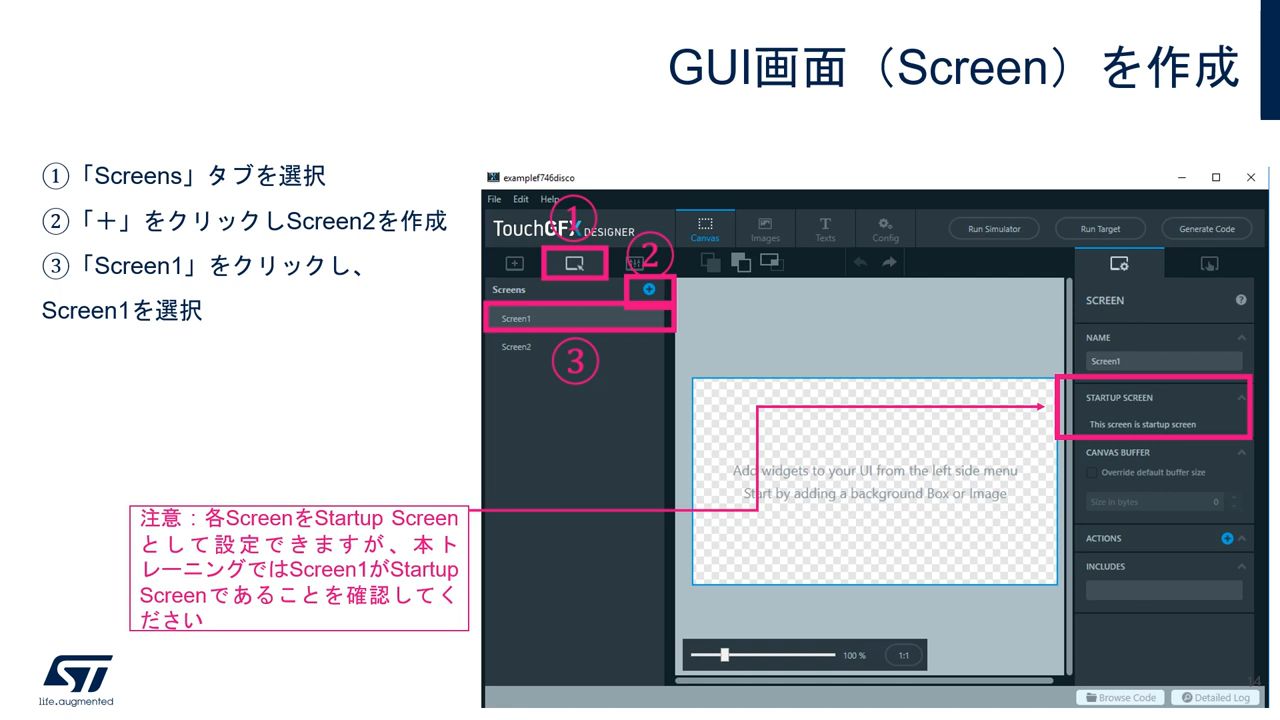 GUI画面（Screen）を作成
①「Screens」タブを選択
②「＋」をクリックしScreen2を作成
③「Screen1」をクリックし、
Screen1を選択
注意：各ScreenをStartup Screen
として設定できますが、本ト
レーニングではScreen1がStartup
Screenであることを確認してく
ださい
life.augmented
examplef746disco
File Edit Help
TouchGFX DESIGNER
Canvas Images Texts Config
Run Simulator Run Target Generate Code
①
②
Screens
Screen1
Screen2
③
Add widgets to your UI from the left side menu
Start by adding a background Box or Image
100 % 1:1
SCREEN
NAME
Screen1
STARTUP SCREEN
This screen is startup screen
CANVAS BUFFER
Override default buffer size
Size in bytes 0
ACTIONS
INCLUDES
Browse Code Detailed Log
14